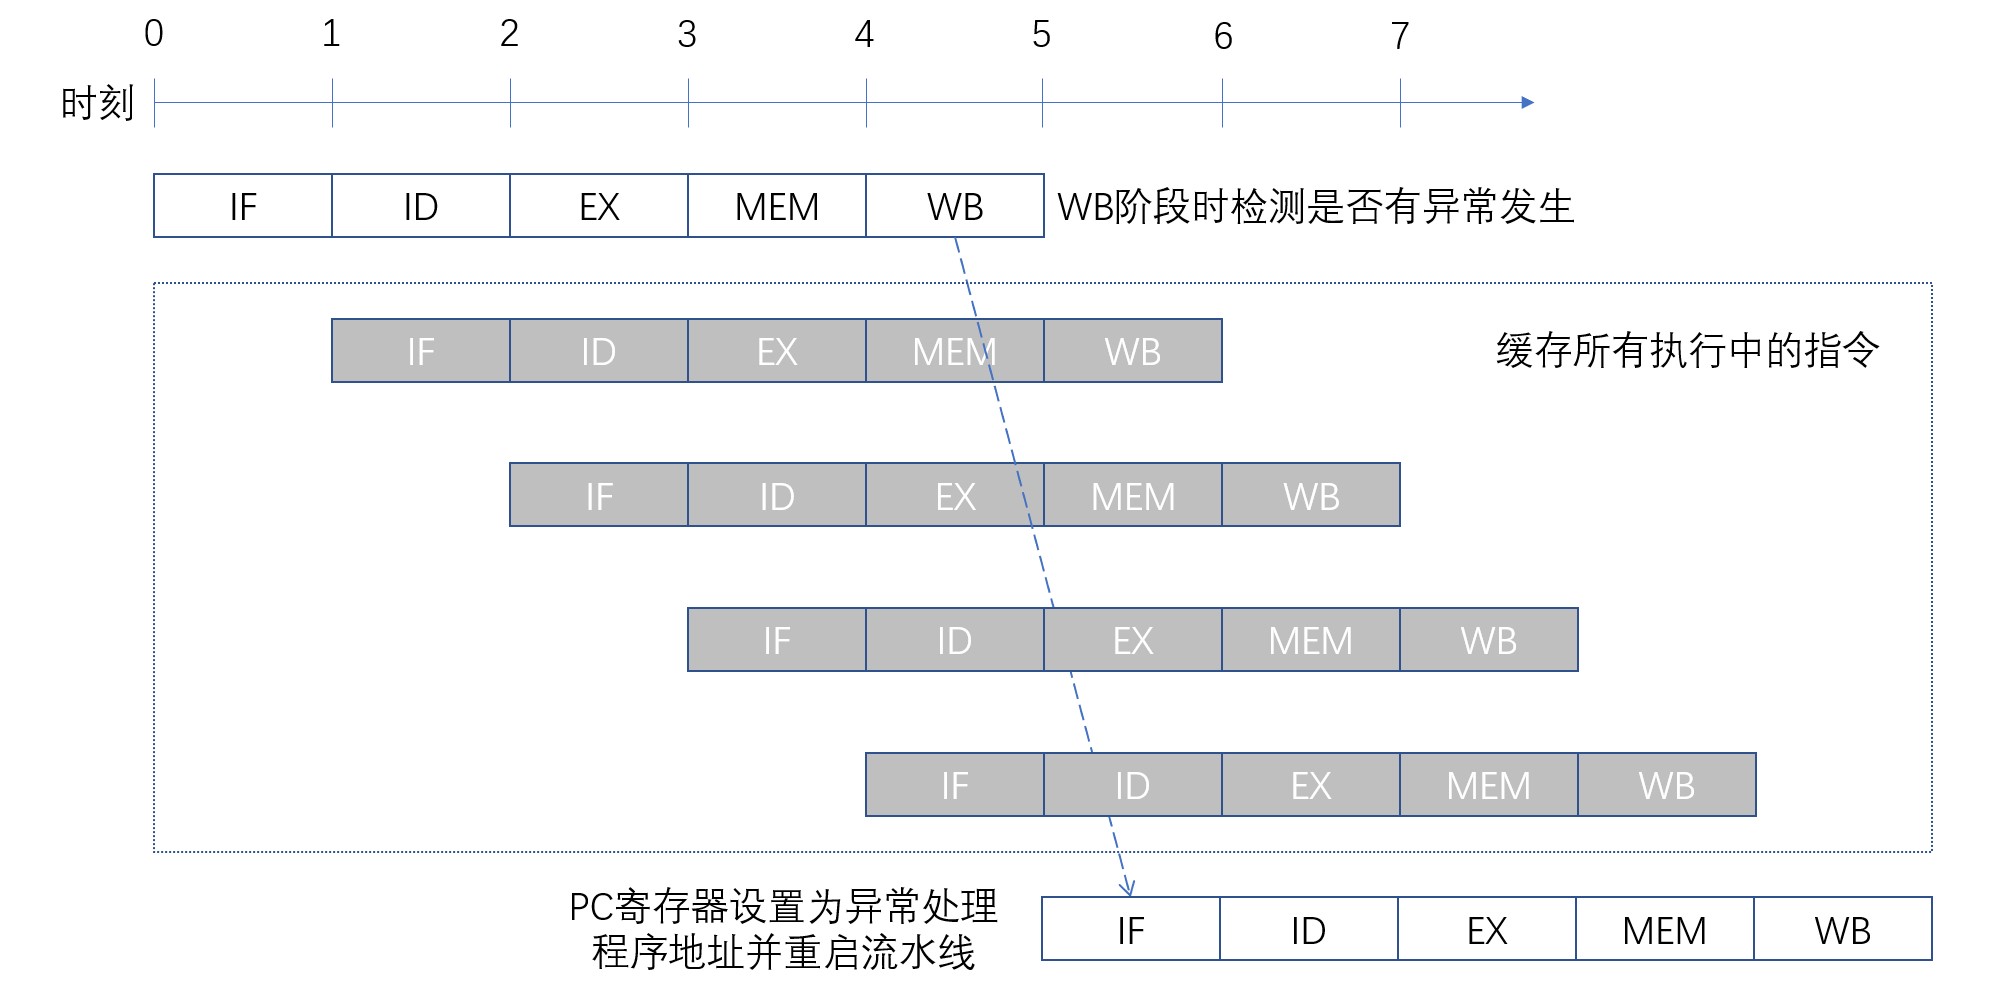 0 1 2 3 4 5 6 7
时刻
IF ID EX MEM WB WB阶段时检测是否有异常发生
IF ID EX MEM WB 缓存所有执行中的指令
IF ID EX MEM WB
IF ID EX MEM WB
IF ID EX MEM WB
PC寄存器设置为异常处理
程序地址并重启流水线
IF ID EX MEM WB